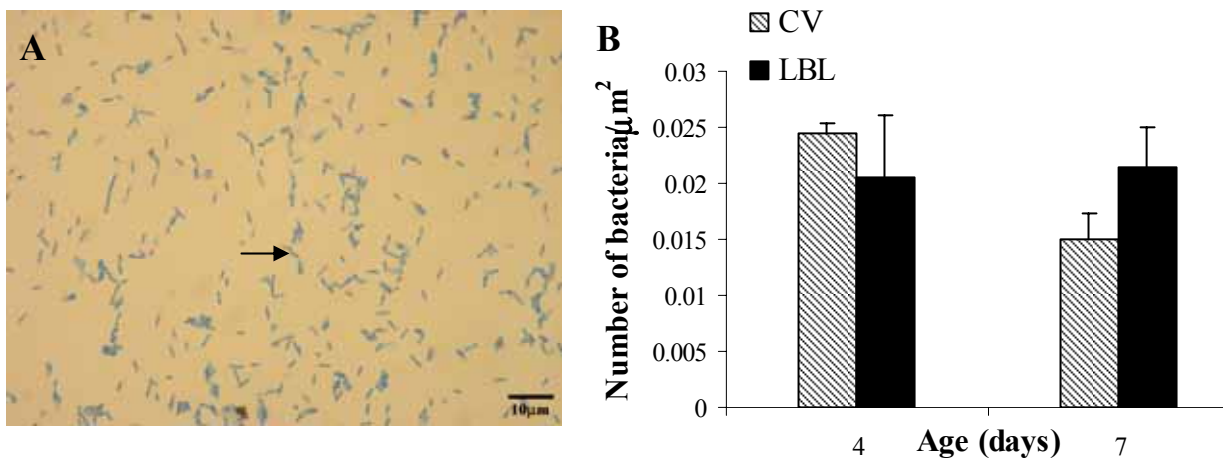 A
10μm
B
CV
LBL
Number of bacteria/μm²
0.03
0.025
0.02
0.015
0.01
0.005
0
4
7
Age (days)